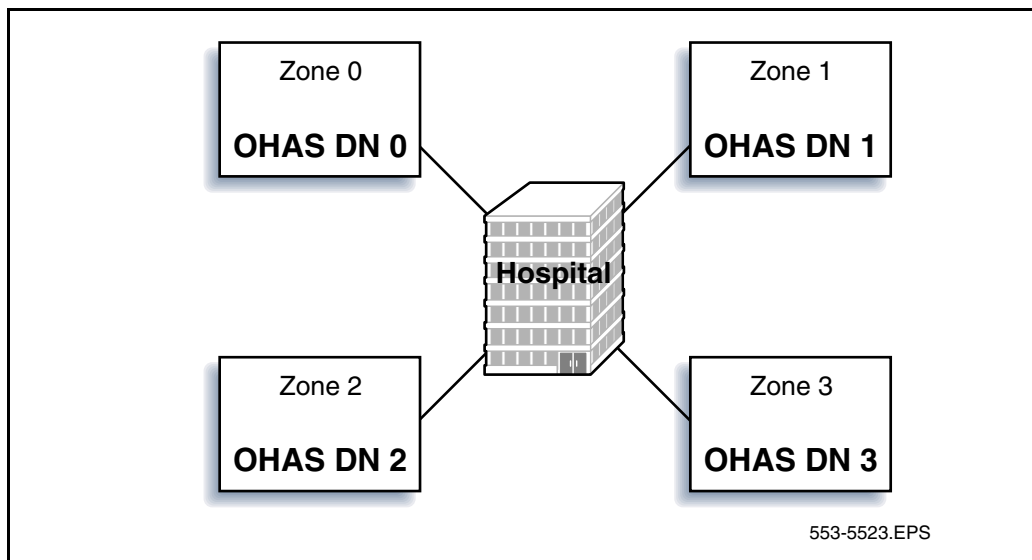 Zone 0
OHAS DN 0
Zone 1
OHAS DN 1
Hospital
Zone 2
OHAS DN 2
Zone 3
OHAS DN 3
553-5523.EPS